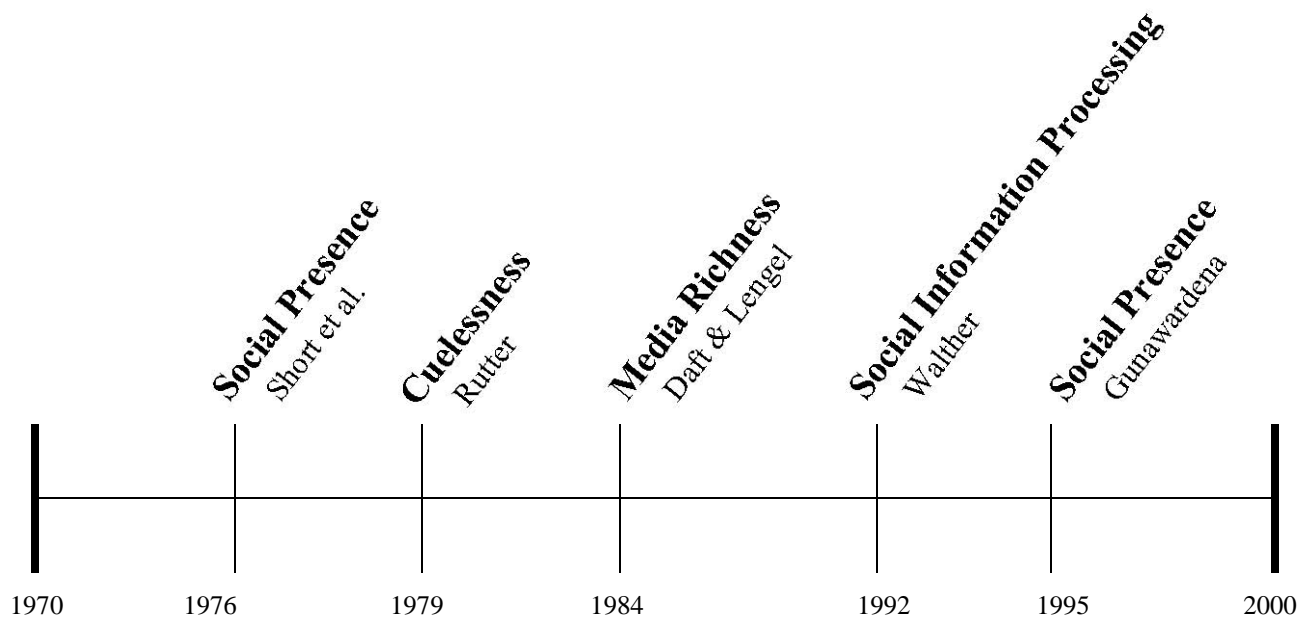 Social Presence
Short et al.
Cuelessness
Rutter
Media Richness
Daft & Lengel
Social Information Processing
Walther
Social Presence
Gunawardena
1970
1976
1979
1984
1992
1995
2000